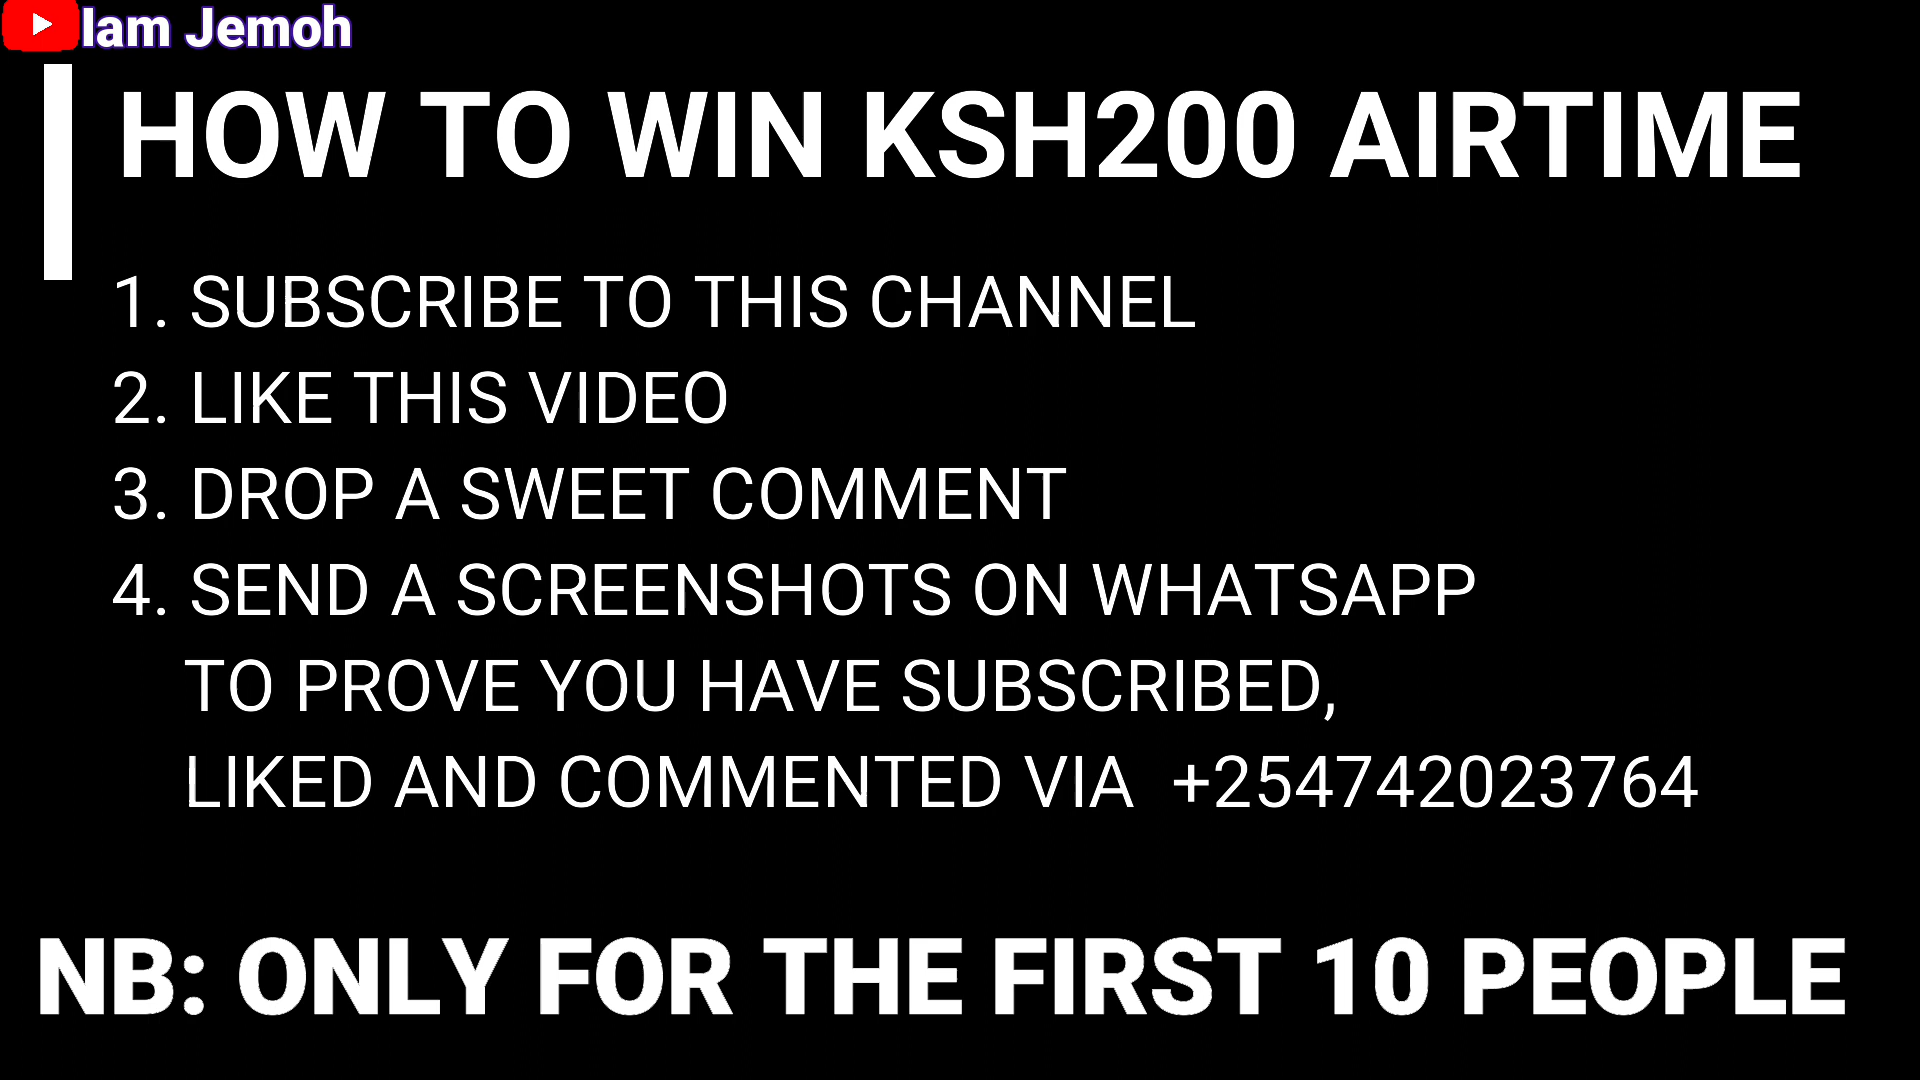 Iam Jemoh
HOW TO WIN KSH200 AIRTIME
1. SUBSCRIBE TO THIS CHANNEL
2. LIKE THIS VIDEO
3. DROP A SWEET COMMENT
4. SEND A SCREENSHOTS ON WHATSAPP
TO PROVE YOU HAVE SUBSCRIBED,
LIKED AND COMMENTED VIA  +254742023764
NB: ONLY FOR THE FIRST 10 PEOPLE